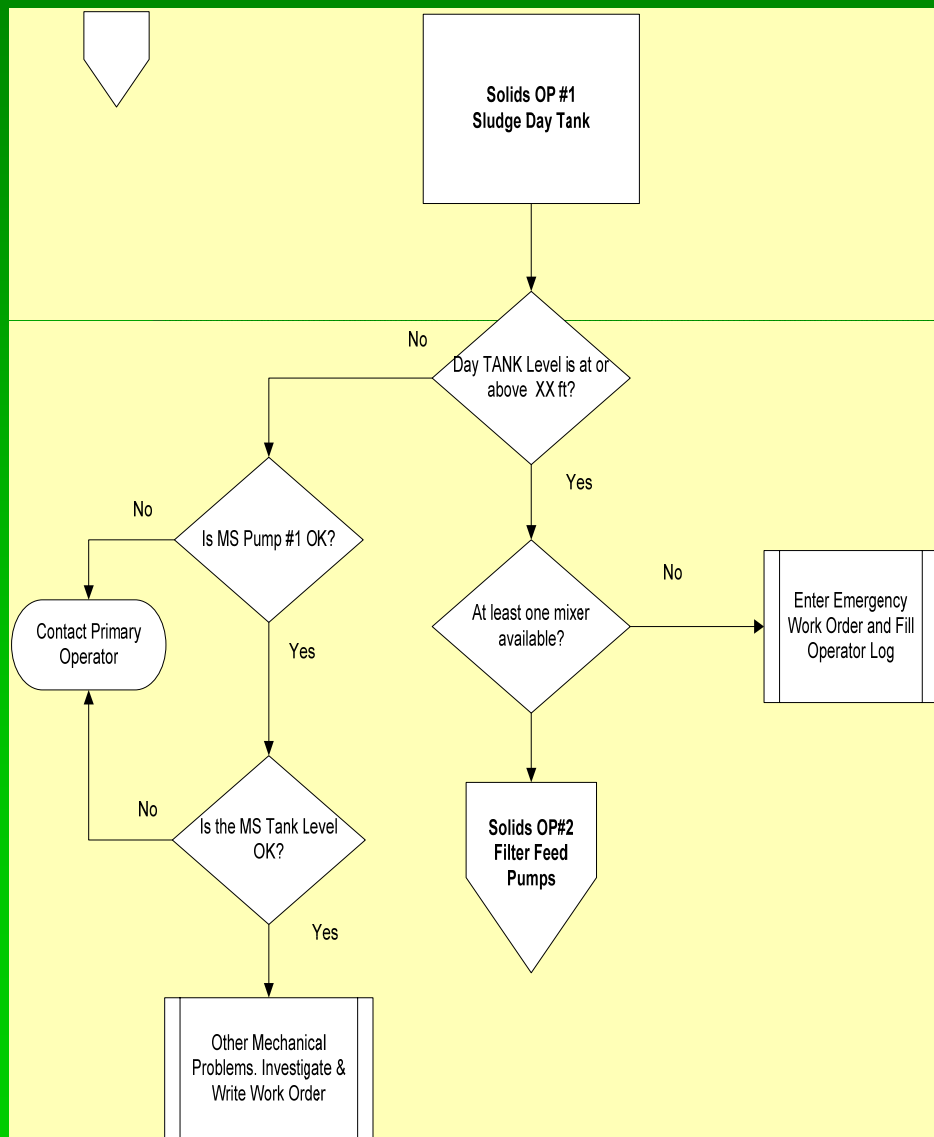 Solids OP #1
Sludge Day Tank
No
Day TANK Level is at or
above XX ft?
Yes
No
Is MS Pump #1 OK?
No
At least one mixer
available?
Enter Emergency
Work Order and Fill
Operator Log
Contact Primary
Operator
Yes
No
Is the MS Tank Level
OK?
Solids OP#2
Filter Feed
Pumps
Yes
Other Mechanical
Problems. Investigate &
Write Work Order